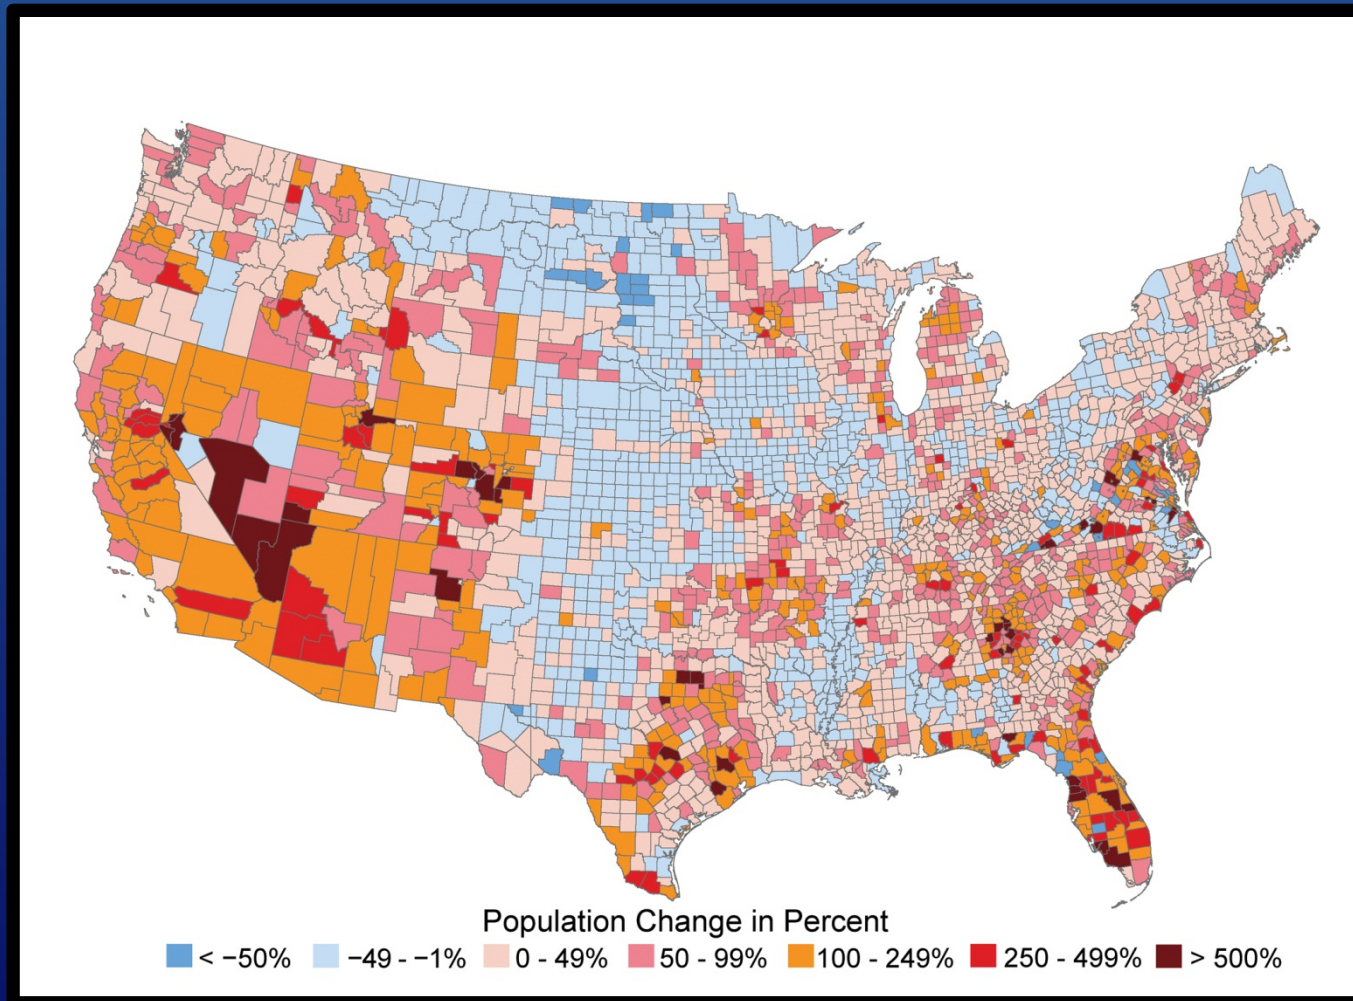 Population Change in Percent
< −50% −49 - −1% 0 - 49% 50 - 99% 100 - 249% 250 - 499% > 500%